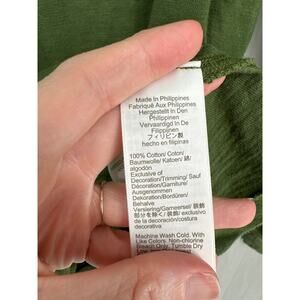 Made In Philippines
Fabriqué Aux Philippines
Hergestellt In Den
Philippinen
Vervaardigd In De
Filippijnen
フィリピン製
hecho en filipinas
100% Cotton/ Coton/
Baumwolle/ Katoen/ 綿/
algodón
Exclusive of
Decoration/Trimming/ Sauf
Décoration/Garniture/
Ausgenommen
Dekoration/Bordüren/
Behalve
Versiering/Gameersel/ 装飾
部分を除く/ exclusivo
de la decoración/costura
decorativa
Machine Wash Cold. With
Like Colors. Non-chlorine
Bleach Only. Tumble Dry